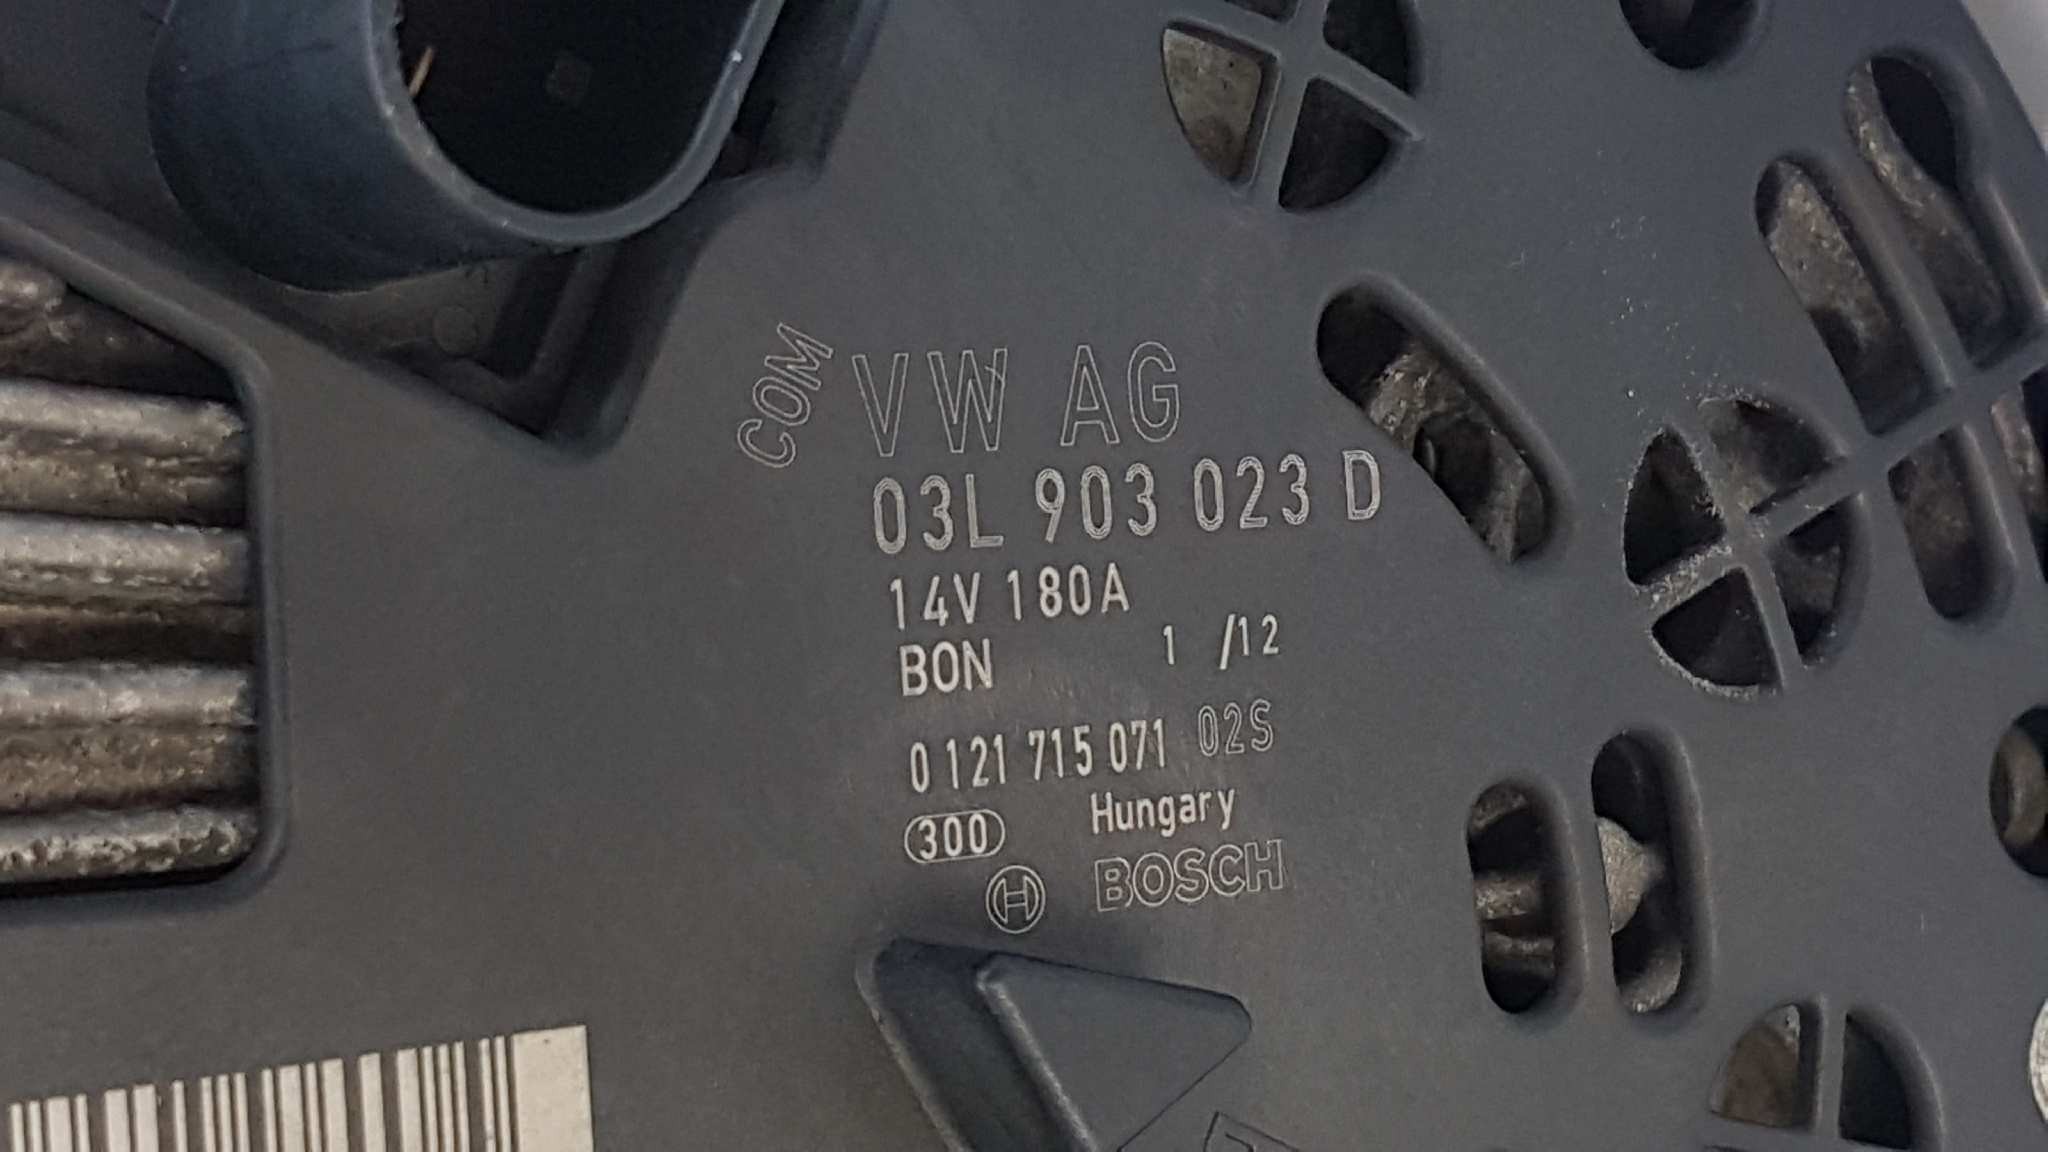 COM
VW AG
03L 903 023 D
14V 180A
BON 1 /12
0 121 715 071 02S
300 Hungary
BOSCH